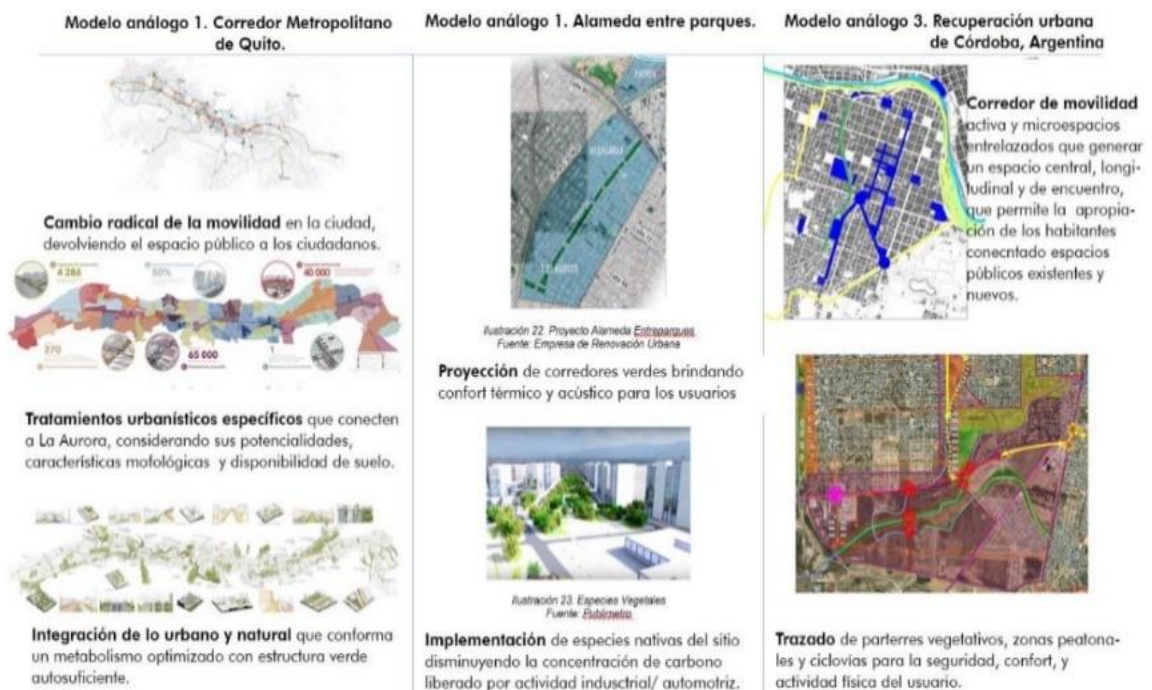 Modelo análogo 1. Corredor Metropolitano
de Quito.
Cambio radical de la movilidad en la ciudad,
devolviendo el espacio público a los ciudadanos.
4 286
50%
40 000
270
65 000
1
Tratamientos urbanísticos específicos que conecten
a La Aurora, considerando sus potencialidades,
características mofológicas y disponibilidad de suelo.
Integración de lo urbano y natural que conforma
un metabolismo optimizado con estructura verde
autosuficiente.
Modelo análogo 1. Alameda entre parques.
Ilustración 22. Proyecto Alameda Entreparques
Fuente: Empresa de Renovación Urbana
Proyección de corredores verdes brindando
confort térmico y acústico para los usuarios
Ilustración 23. Especies Vegetales
Fuente: Publimetro
Implementación de especies nativas del sitio
disminuyendo la concentración de carbono
liberado por actividad indusctrial/ automotriz.
Modelo análogo 3. Recuperación urbana
de Córdoba, Argentina
Corredor de movilidad
activa y microespacios
entrelazados que generar
un espacio central, longi-
tudinal y de encuentro,
que permite la apropia-
ción de los habitantes
conecntado espacios
públicos existentes y
nuevos.
Trazado de parterres vegetativos, zonas peatona-
les y ciclovías para la seguridad, confort, y
actividad física del usuario.